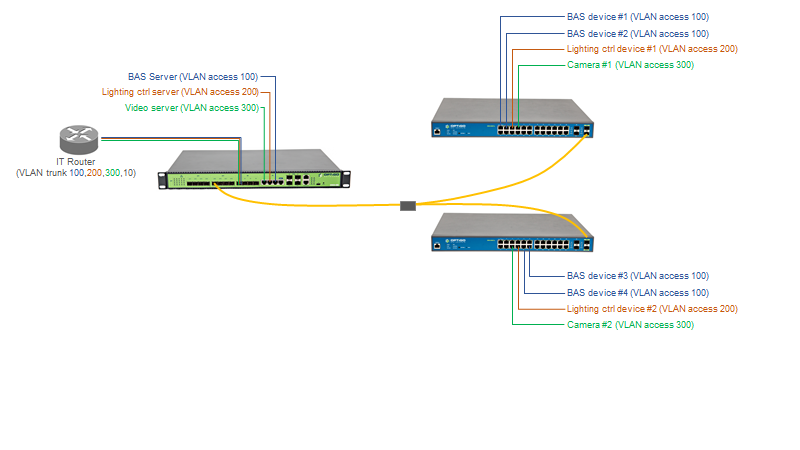 BAS device #1 (VLAN access 100)
BAS device #2 (VLAN access 100)
Lighting ctrl device #1 (VLAN access 200)
Camera #1 (VLAN access 300)
BAS Server (VLAN access 100)
Lighting ctrl server (VLAN access 200)
Video server (VLAN access 300)
IT Router
(VLAN trunk 100,200,300,10)
BAS device #3 (VLAN access 100)
BAS device #4 (VLAN access 100)
Lighting ctrl device #2 (VLAN access 200)
Camera #2 (VLAN access 300)